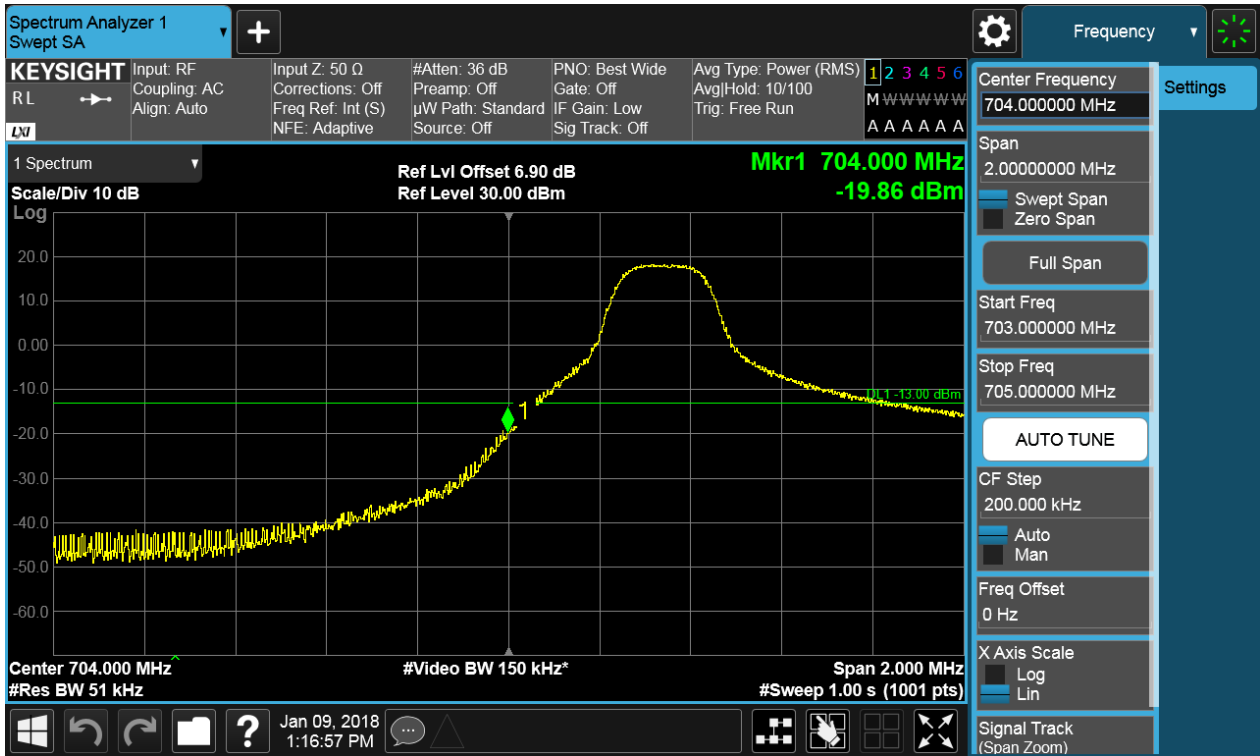 Spectrum Analyzer 1
Swept SA
+
Frequency
KEYSIGHT
RL
LXI
Input: RF
Coupling: AC
Align: Auto
Input Z: 50 Ω
Corrections: Off
Freq Ref: Int (S)
NFE: Adaptive
#Atten: 36 dB
Preamp: Off
µW Path: Standard
Source: Off
PNO: Best Wide
Gate: Off
IF Gain: Low
Sig Track: Off
Avg Type: Power (RMS)
Avg|Hold: 10/100
Trig: Free Run
1 2 3 4 5 6
M W W W W W
A A A A A A
1 Spectrum
Scale/Div 10 dB
Ref Lvl Offset 6.90 dB
Ref Level 30.00 dBm
Mkr1 704.000 MHz
-19.86 dBm
Log
20.0
10.0
0.00
-10.0
-20.0
-30.0
-40.0
-50.0
-60.0
DL1 -13.00 dBm
1
Center 704.000 MHz
#Video BW 150 kHz*
Span 2.000 MHz
#Res BW 51 kHz
#Sweep 1.00 s (1001 pts)
Center Frequency
704.000000 MHz
Settings
Span
2.00000000 MHz
Swept Span
Zero Span
Full Span
Start Freq
703.000000 MHz
Stop Freq
705.000000 MHz
AUTO TUNE
CF Step
200.000 kHz
Auto
Man
Freq Offset
0 Hz
X Axis Scale
Log
Lin
Signal Track
(Span Zoom)
?
Jan 09, 2018
1:16:57 PM